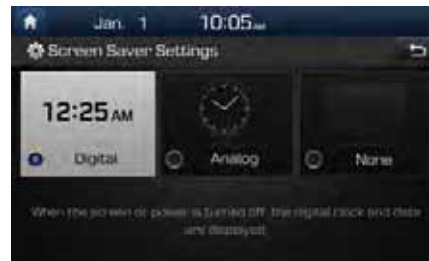 Jan. 1 10:05
Screen Saver Settings
12:25 AM
Digital Analog None
When the screen or power is turned off, the digital clock and date
are displayed.